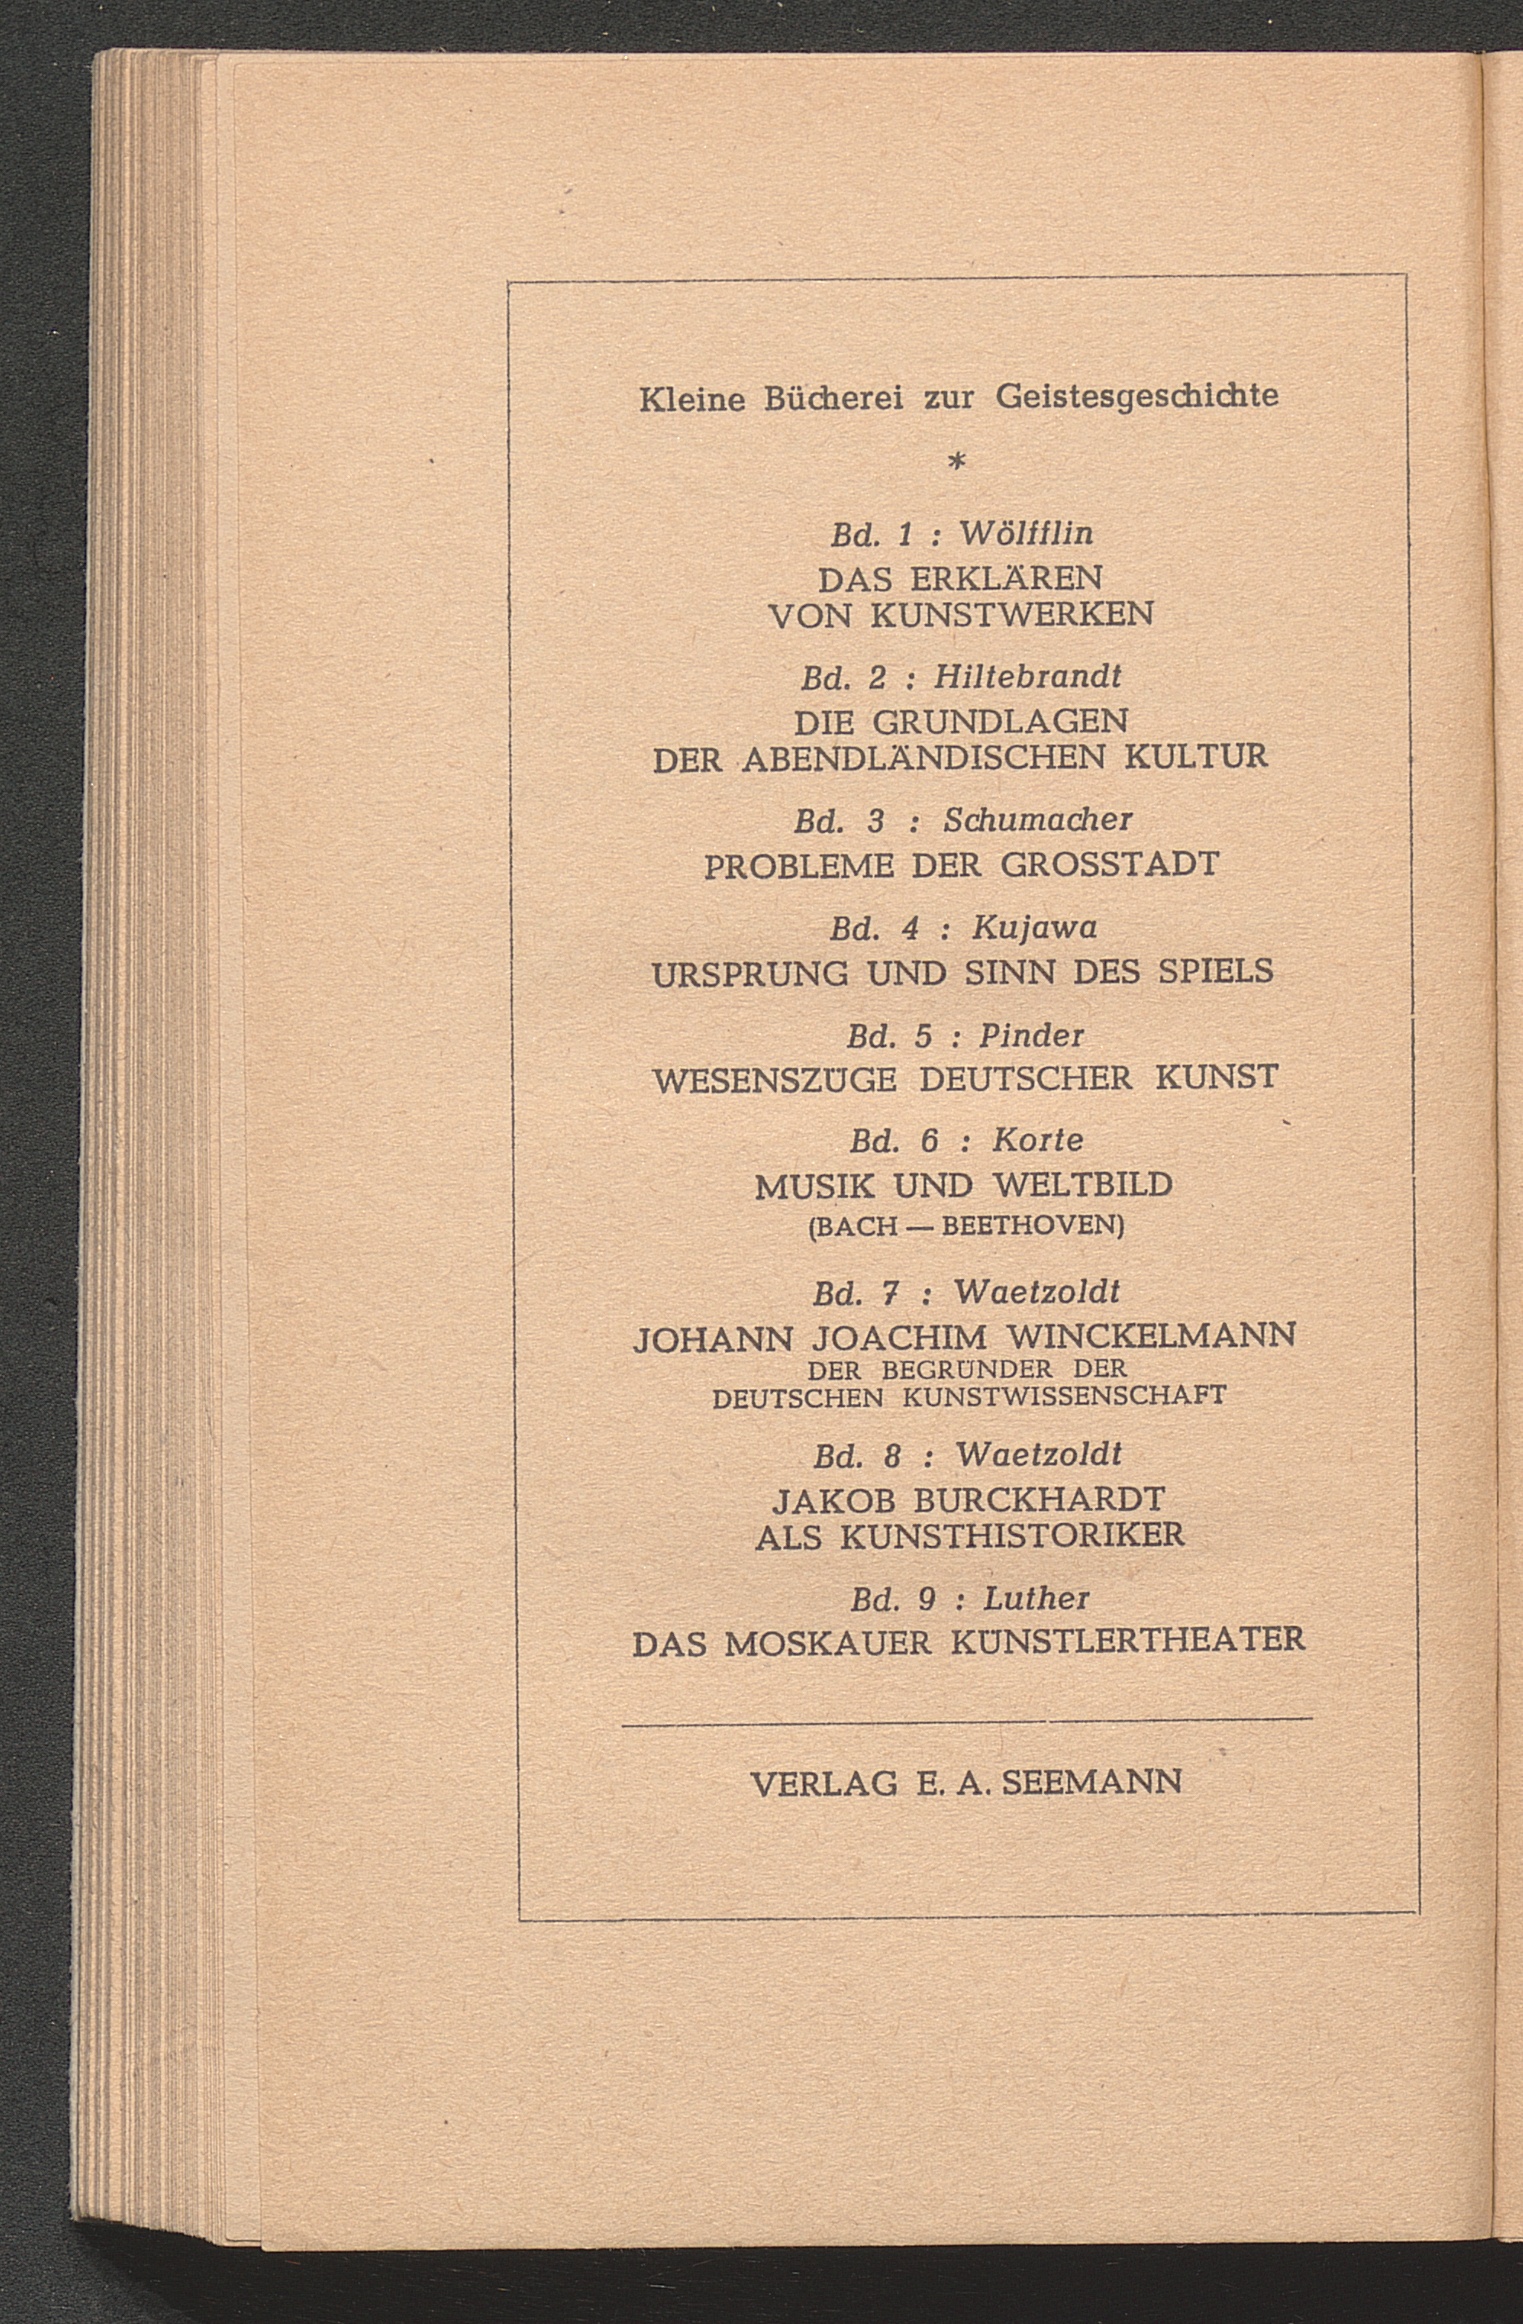 Kleine Bücherei zur Geistesgeschichte
*
Bd. 1 : Wölfflin
DAS ERKLÄREN
VON KUNSTWERKEN
Bd. 2 : Hiltebrandt
DIE GRUNDLAGEN
DER ABENDLÄNDISCHEN KULTUR
Bd. 3 : Schumacher
PROBLEME DER GROSSTADT
Bd. 4 : Kujawa
URSPRUNG UND SINN DES SPIELS
Bd. 5 : Pinder
WESENSZÜGE DEUTSCHER KUNST
Bd. 6 : Korte
MUSIK UND WELTBILD
(BACH — BEETHOVEN)
Bd. 7 : Waetzoldt
JOHANN JOACHIM WINCKELMANN
DER BEGRÜNDER DER
DEUTSCHEN KUNSTWISSENSCHAFT
Bd. 8 : Waetzoldt
JAKOB BURCKHARDT
ALS KUNSTHISTORIKER
Bd. 9 : Luther
DAS MOSKAUER KÜNSTLERTHEATER
VERLAG E. A. SEEMANN